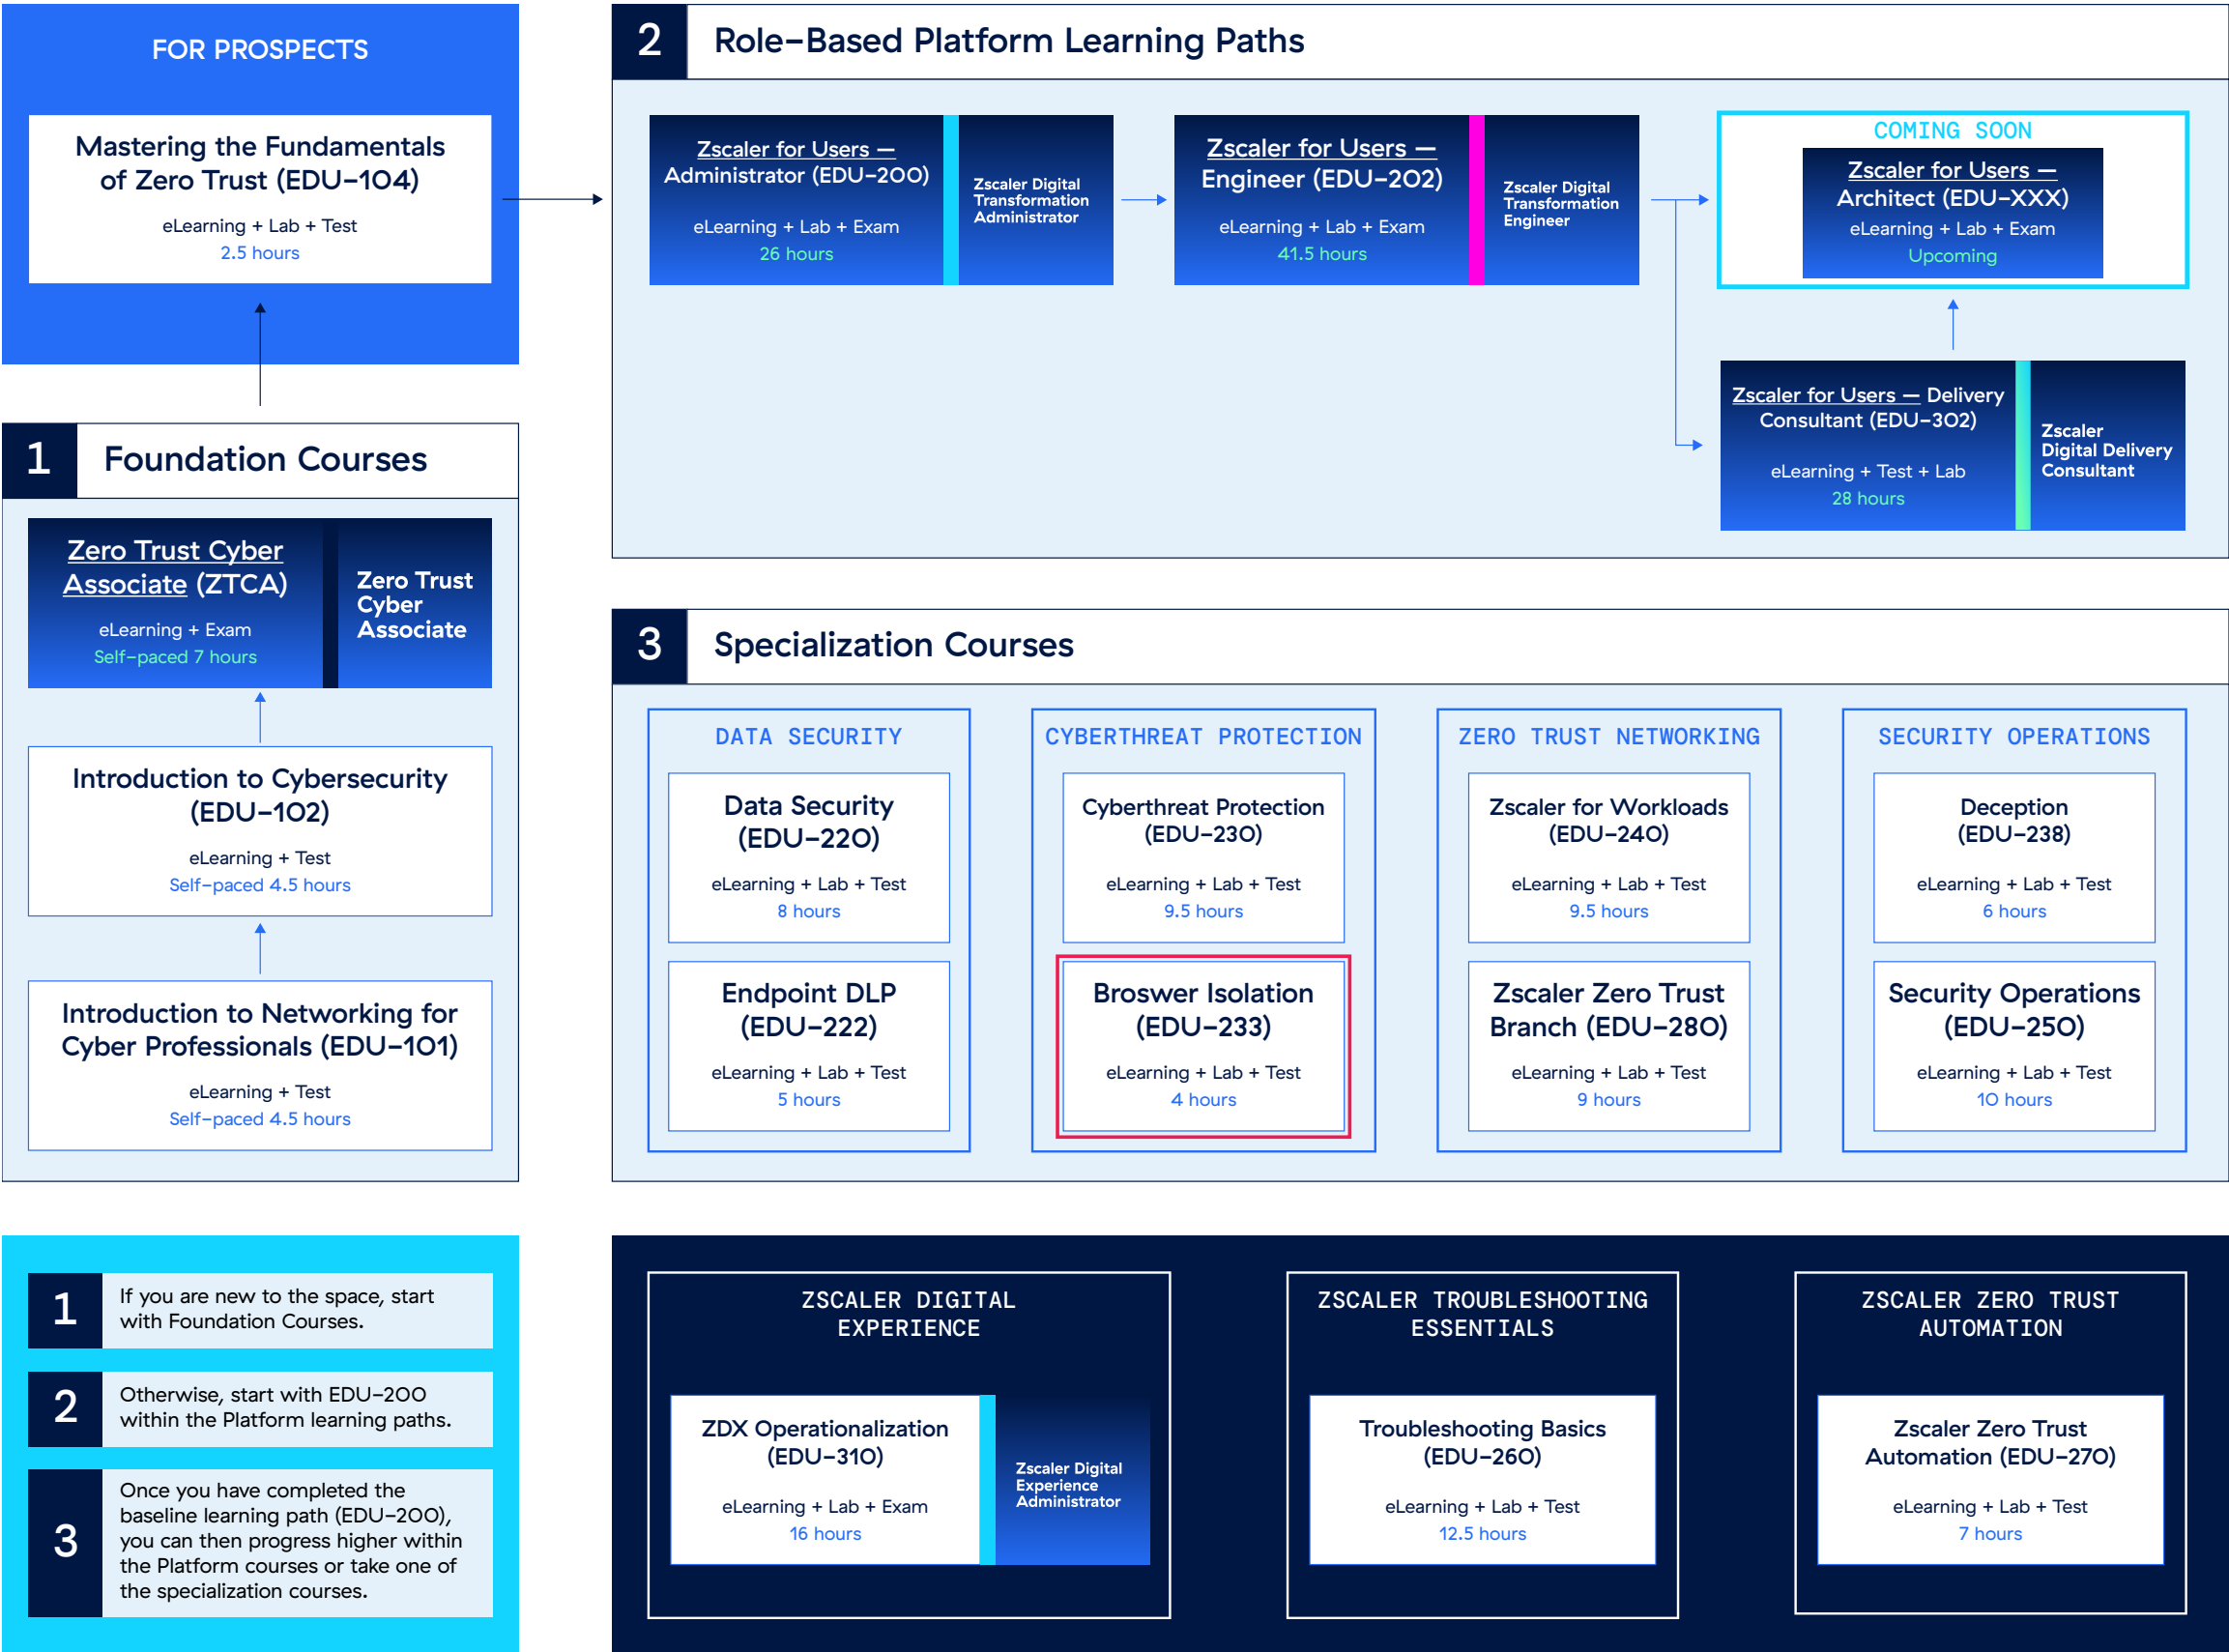 FOR PROSPECTS
Mastering the Fundamentals
of Zero Trust (EDU-104)
eLearning + Lab + Test
2.5 hours
1
Foundation Courses
Zero Trust Cyber
Associate (ZTCA)
eLearning + Exam
Self-paced 7 hours
Zero Trust
Cyber
Associate
Introduction to Cybersecurity
(EDU-102)
eLearning + Test
Self-paced 4.5 hours
Introduction to Networking for
Cyber Professionals (EDU-101)
eLearning + Test
Self-paced 4.5 hours
2
Role-Based Platform Learning Paths
Zscaler for Users —
Administrator (EDU-200)
eLearning + Lab + Exam
26 hours
Zscaler Digital
Transformation
Administrator
Zscaler for Users —
Engineer (EDU-202)
eLearning + Lab + Exam
41.5 hours
Zscaler Digital
Transformation
Engineer
COMING SOON
Zscaler for Users —
Architect (EDU-XXX)
eLearning + Lab + Exam
Upcoming
Zscaler for Users — Delivery
Consultant (EDU-302)
eLearning + Test + Lab
28 hours
Zscaler
Digital Delivery
Consultant
3
Specialization Courses
DATA SECURITY
Data Security
(EDU-220)
eLearning + Lab + Test
8 hours
Endpoint DLP
(EDU-222)
eLearning + Lab + Test
5 hours
CYBERTHREAT PROTECTION
Cyberthreat Protection
(EDU-230)
eLearning + Lab + Test
9.5 hours
Broswer Isolation
(EDU-233)
eLearning + Lab + Test
4 hours
ZERO TRUST NETWORKING
Zscaler for Workloads
(EDU-240)
eLearning + Lab + Test
9.5 hours
Zscaler Zero Trust
Branch (EDU-280)
eLearning + Lab + Test
9 hours
SECURITY OPERATIONS
Deception
(EDU-238)
eLearning + Lab + Test
6 hours
Security Operations
(EDU-250)
eLearning + Lab + Test
10 hours
1
If you are new to the space, start
with Foundation Courses.
2
Otherwise, start with EDU-200
within the Platform learning paths.
3
Once you have completed the
baseline learning path (EDU-200),
you can then progress higher within
the Platform courses or take one of
the specialization courses.
ZSCALER DIGITAL
EXPERIENCE
ZDX Operationalization
(EDU-310)
eLearning + Lab + Exam
16 hours
Zscaler Digital
Experience
Administrator
ZSCALER TROUBLESHOOTING
ESSENTIALS
Troubleshooting Basics
(EDU-260)
eLearning + Lab + Test
12.5 hours
ZSCALER ZERO TRUST
AUTOMATION
Zscaler Zero Trust
Automation (EDU-270)
eLearning + Lab + Test
7 hours